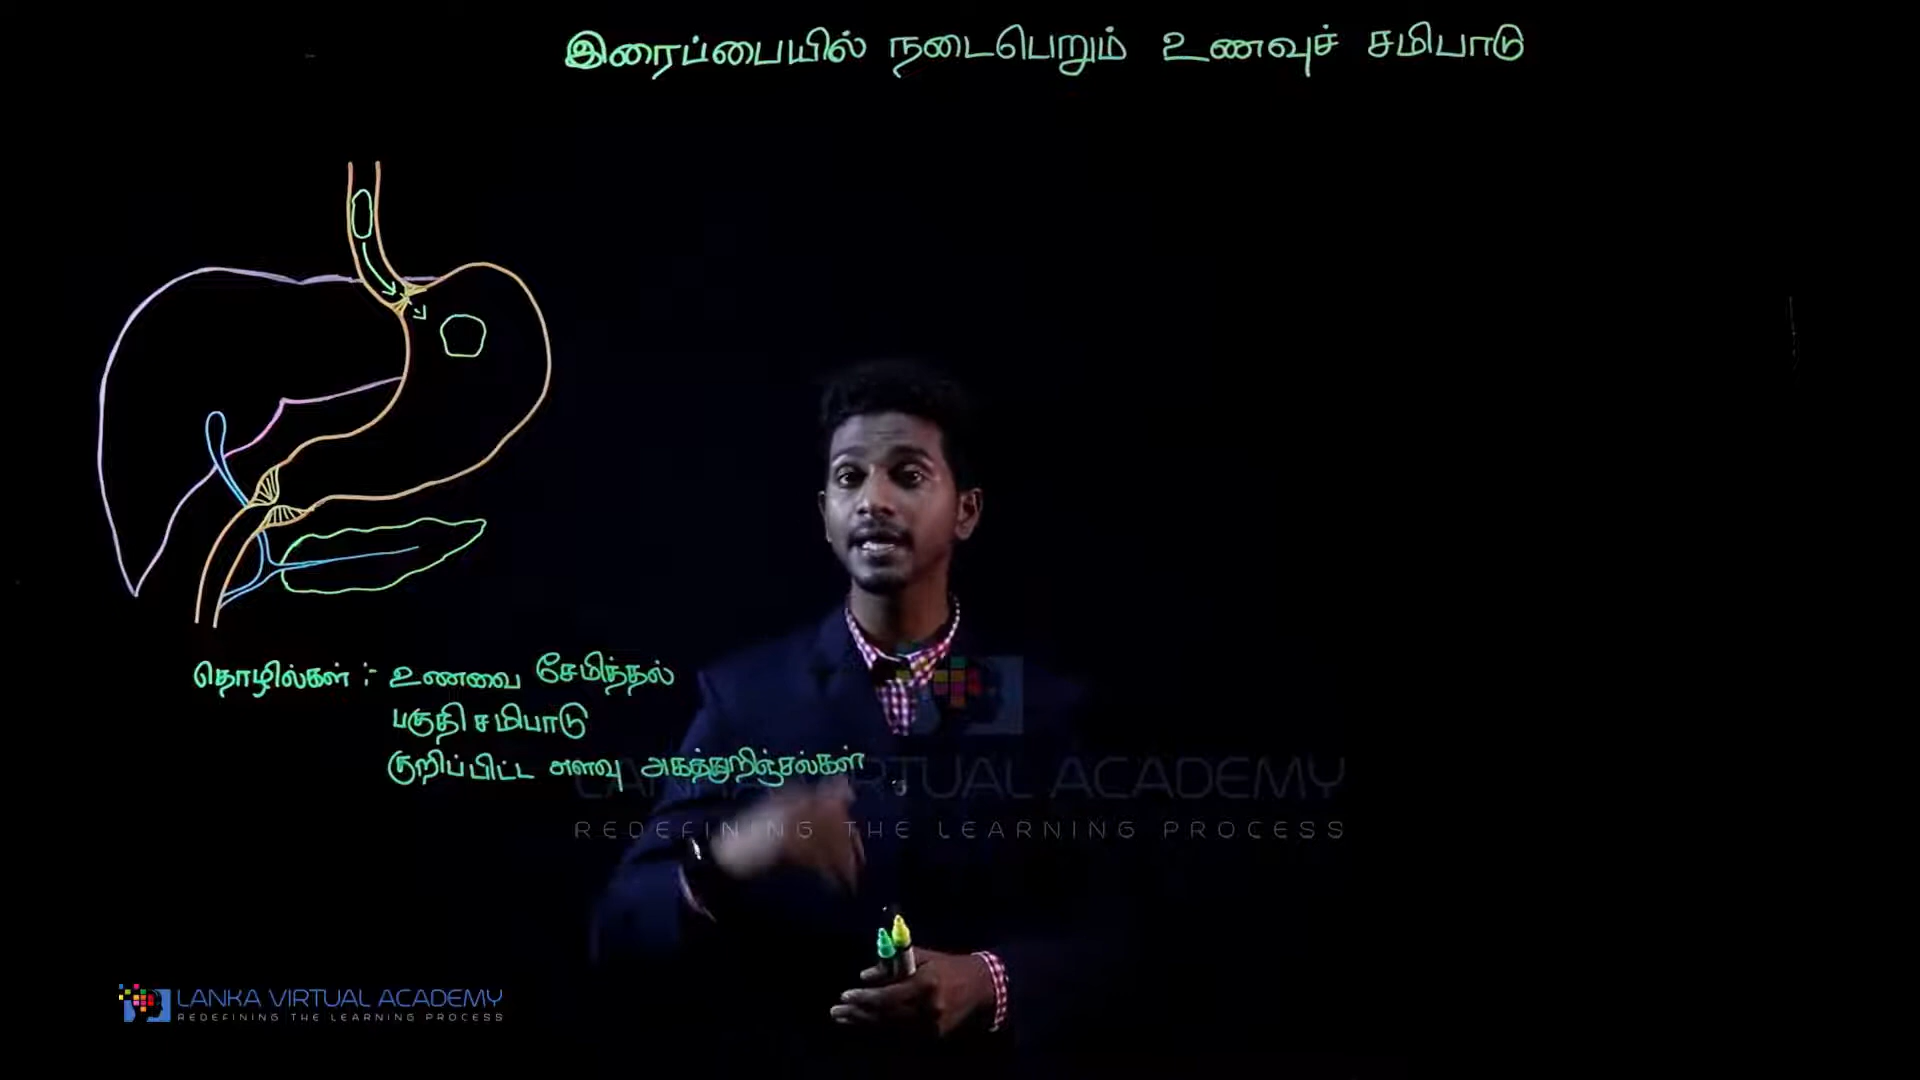 இரைப்பையில் நடைபெறும் உணவுச் சமிபாடு
தொழில்கள் :- உணவை சேமித்தல்
பகுதி சமிபாடு
குறிப்பிட்ட அளவு அகத்துறிஞ்சல்கள்
LANKA VIRTUAL ACADEMY
REDEFINING THE LEARNING PROCESS
LANKA VIRTUAL ACADEMY
REDEFINING THE LEARNING PROCESS